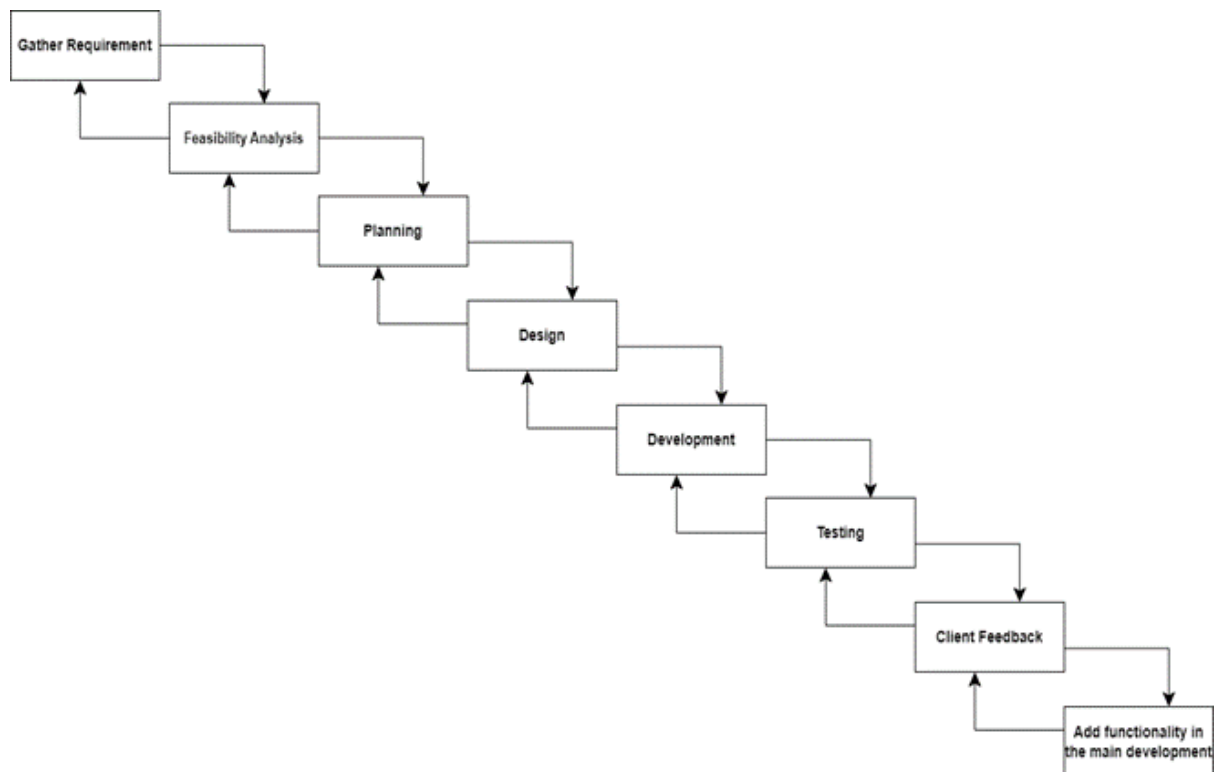 Gather Requirement
Feasibility Analysis
Planning
Design
Development
Testing
Client Feedback
Add functionality in
the main development